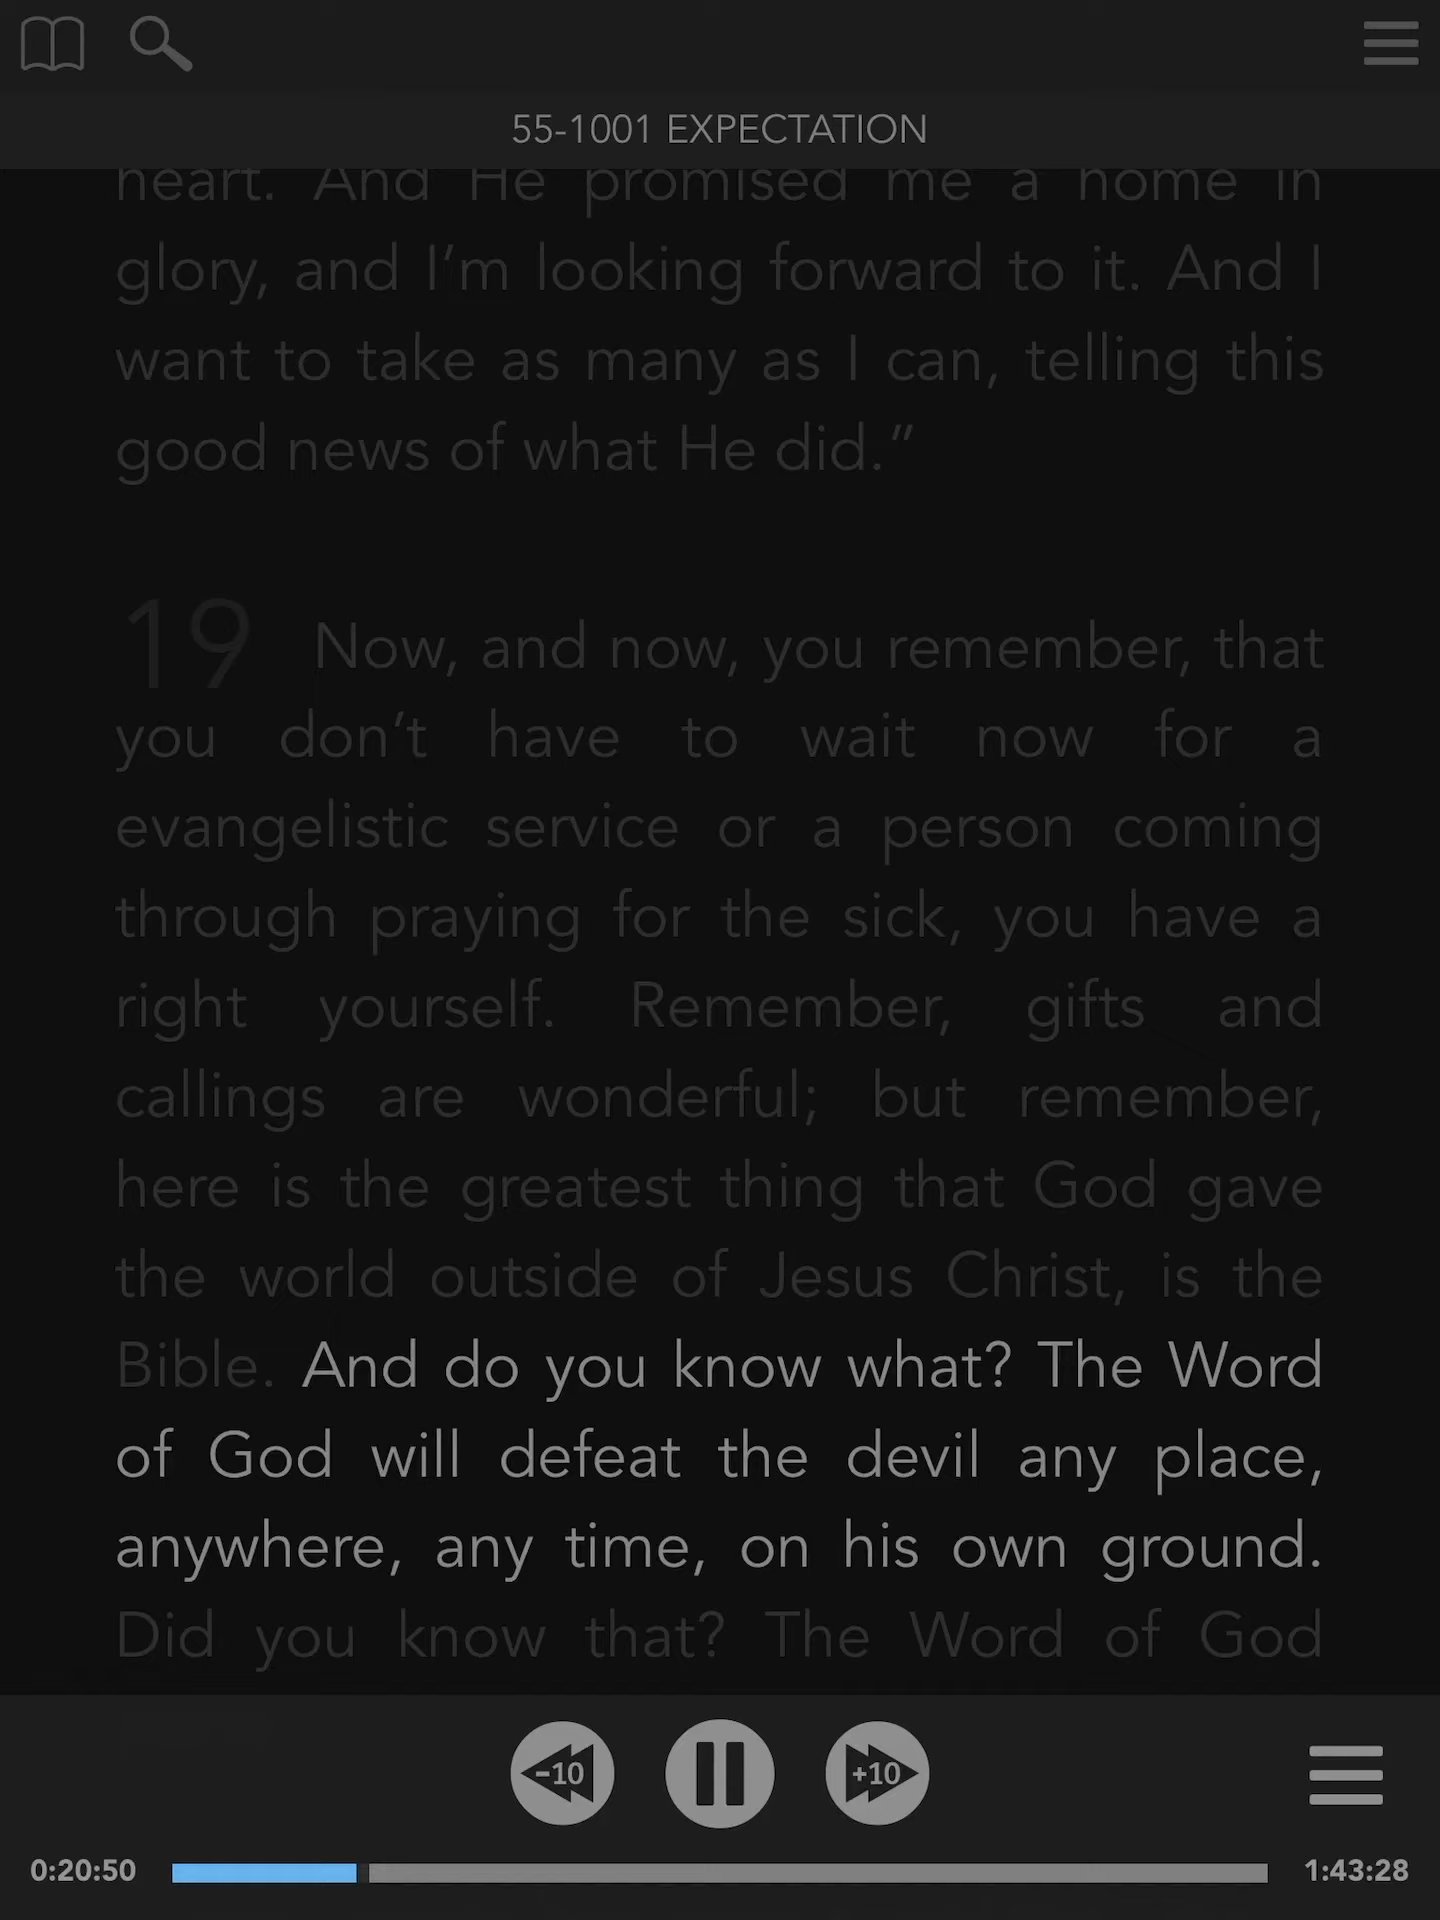 55-1001 EXPECTATION
heart. And He promised me a home in
glory, and I’m looking forward to it. And I
want to take as many as I can, telling this
good news of what He did.”
19 Now, and now, you remember, that
you don’t have to wait now for a
evangelistic service or a person coming
through praying for the sick, you have a
right yourself. Remember, gifts and
callings are wonderful; but remember,
here is the greatest thing that God gave
the world outside of Jesus Christ, is the
Bible. And do you know what? The Word
of God will defeat the devil any place,
anywhere, any time, on his own ground.
Did you know that? The Word of God
-10 +10
0:20:50 1:43:28